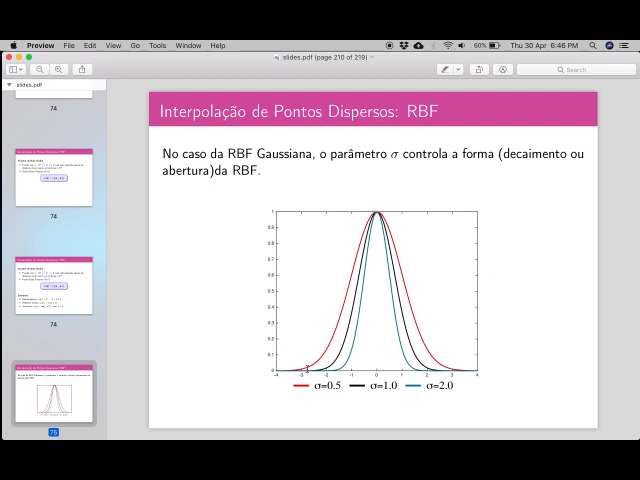 Preview File Edit View Go Tools Window Help 60% Thu 30 Apr 6:46 PM
slides.pdf (page 210 of 219)
Search
slides.pdf
74
74
74
75
Interpolação de Pontos Dispersos: RBF
No caso da RBF Gaussiana, o parâmetro σ controla a forma (decaimento ou
abertura)da RBF.
1
0.9
0.8
0.7
0.6
0.5
0.4
0.3
0.2
0.1
0
-4 -3 -2 -1 0 1 2 3 4
σ=0.5 σ=1.0 σ=2.0